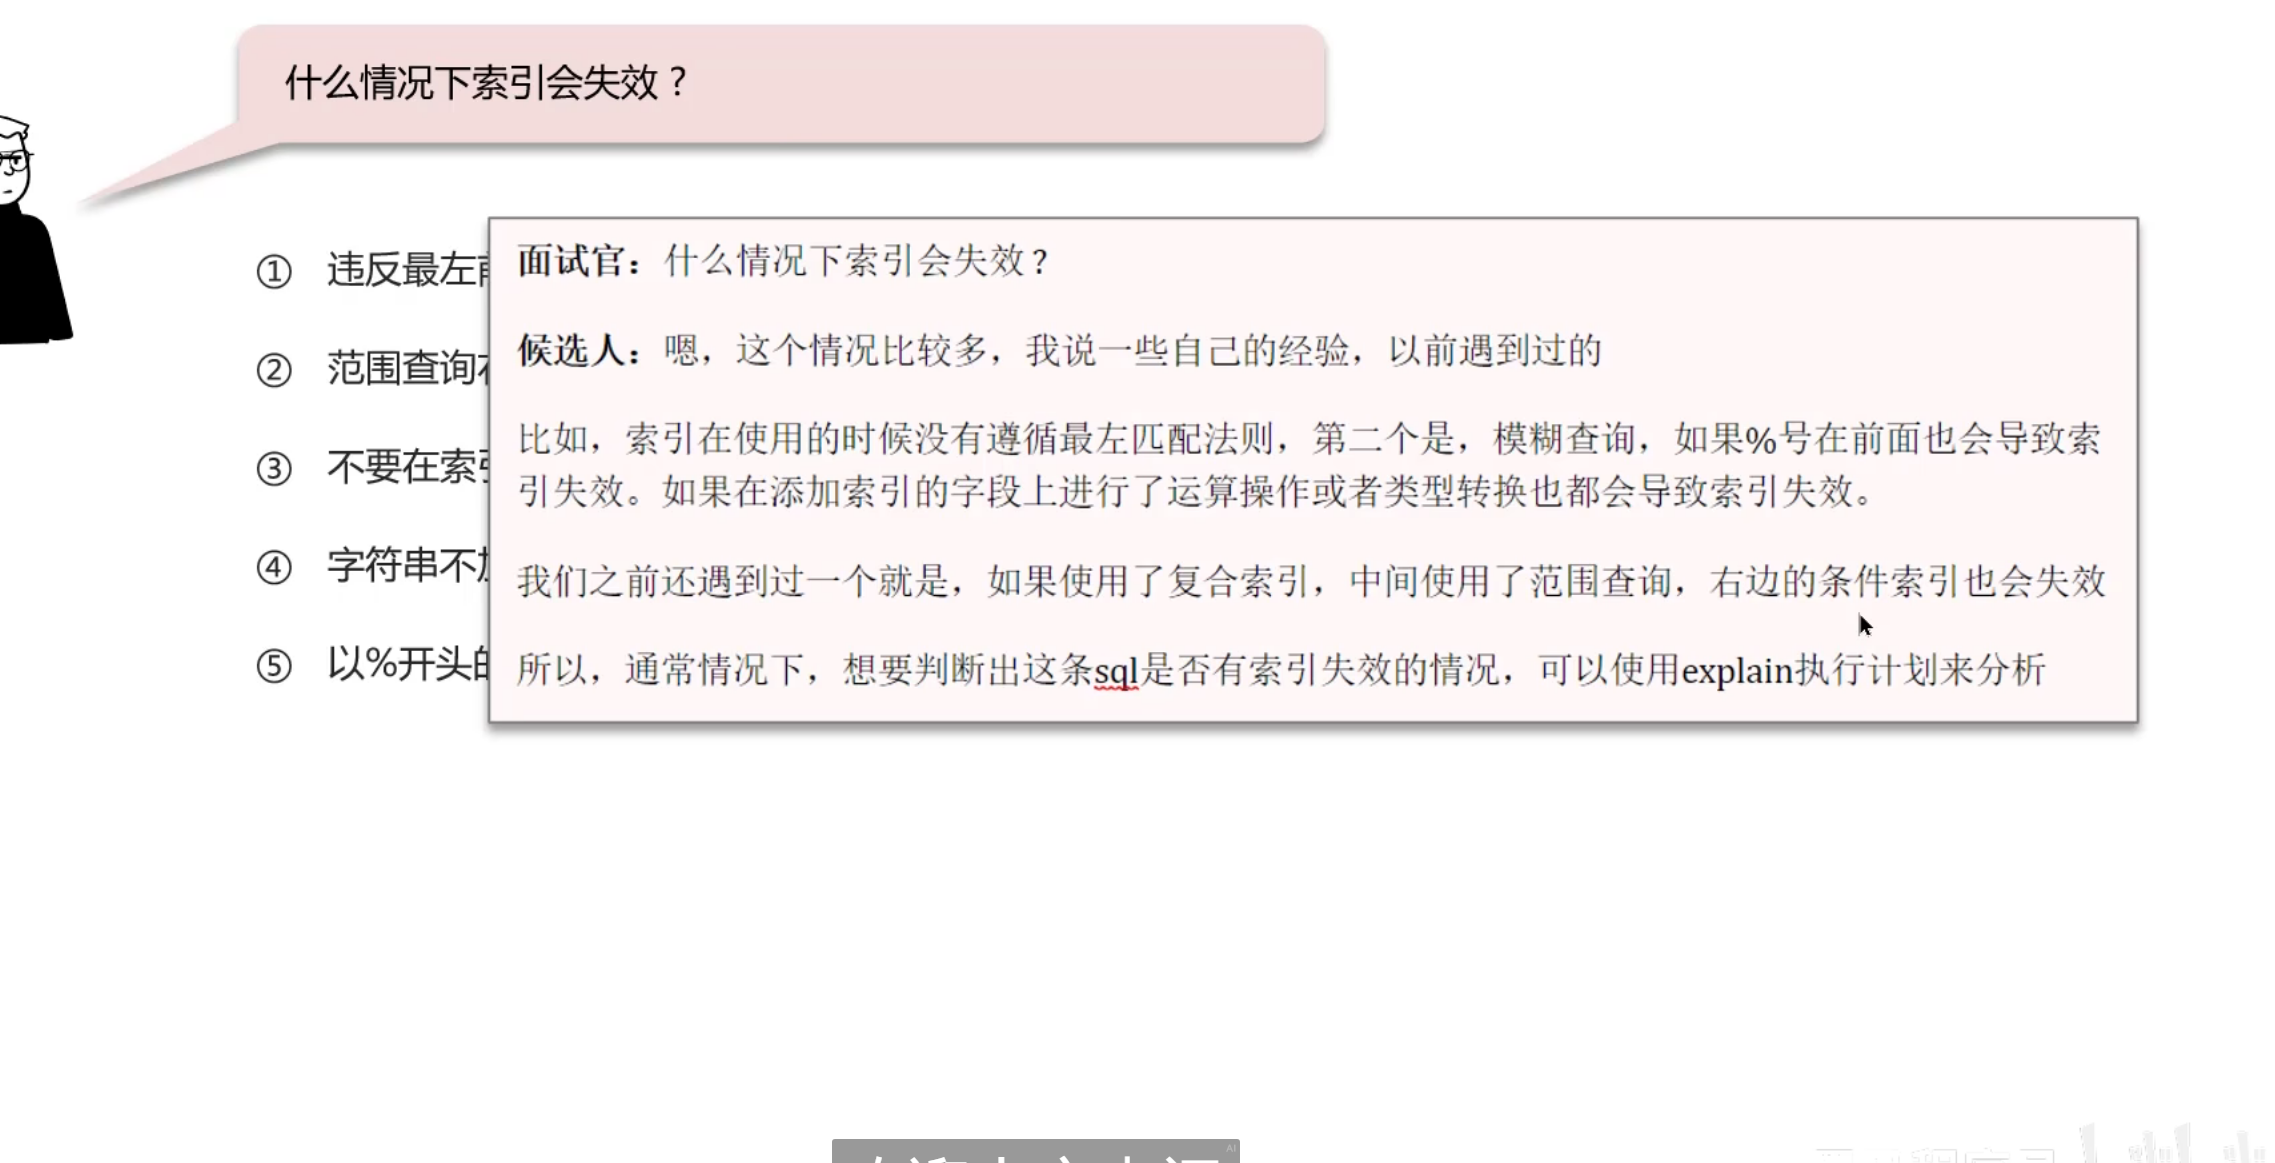 什么情况下索引会失效？
① 违反最左
② 范围查询
③ 不要在索
④ 字符串不
⑤ 以%开头
面试官：什么情况下索引会失效？
候选人：嗯，这个情况比较多，我说一些自己的经验，以前遇到过的
比如，索引在使用的时候没有遵循最左匹配法则，第二个是，模糊查询，如果%号在前面也会导致索
引失效。如果在添加索引的字段上进行了运算操作或者类型转换也都会导致索引失效。
我们之前还遇到过一个就是，如果使用了复合索引，中间使用了范围查询，右边的条件索引也会失效
所以，通常情况下，想要判断出这条sql是否有索引失效的情况，可以使用explain执行计划来分析
AI